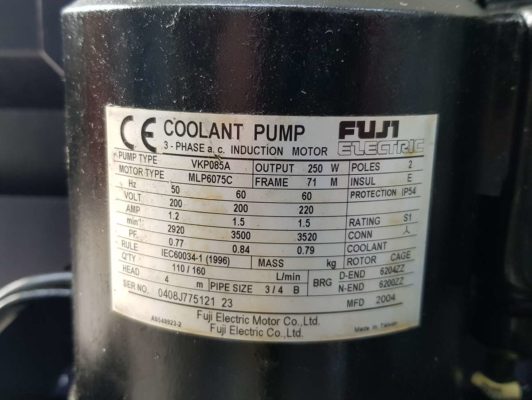 CE COOLANT PUMP FUJI ELECTRIC
3 - PHASE a.c. INDUCTION MOTOR
PUMP TYPE VKP085A OUTPUT 250 W POLES 2
MOTOR TYPE MLP6075C FRAME 71 M INSUL E
Hz 50 60 60 PROTECTION IP54
VOLT 200 200 220
AMP 1.2 1.5 1.5 RATING S1
min⁻¹ 2920 3500 3520 CONN 人
PF 0.77 0.84 0.79 COOLANT
RULE IEC60034-1 (1996) MASS kg ROTOR CAGE
Q'TY 110 / 160 L/min BRG D-END 6204ZZ
HEAD 4 m PIPE SIZE 3 / 4 B N-END 6200ZZ
SER NO. 0408J775121 23 MFD 2004
Fuji Electric Motor Co.,Ltd. Made in Taiwan
Fuji Electric Co.,Ltd.